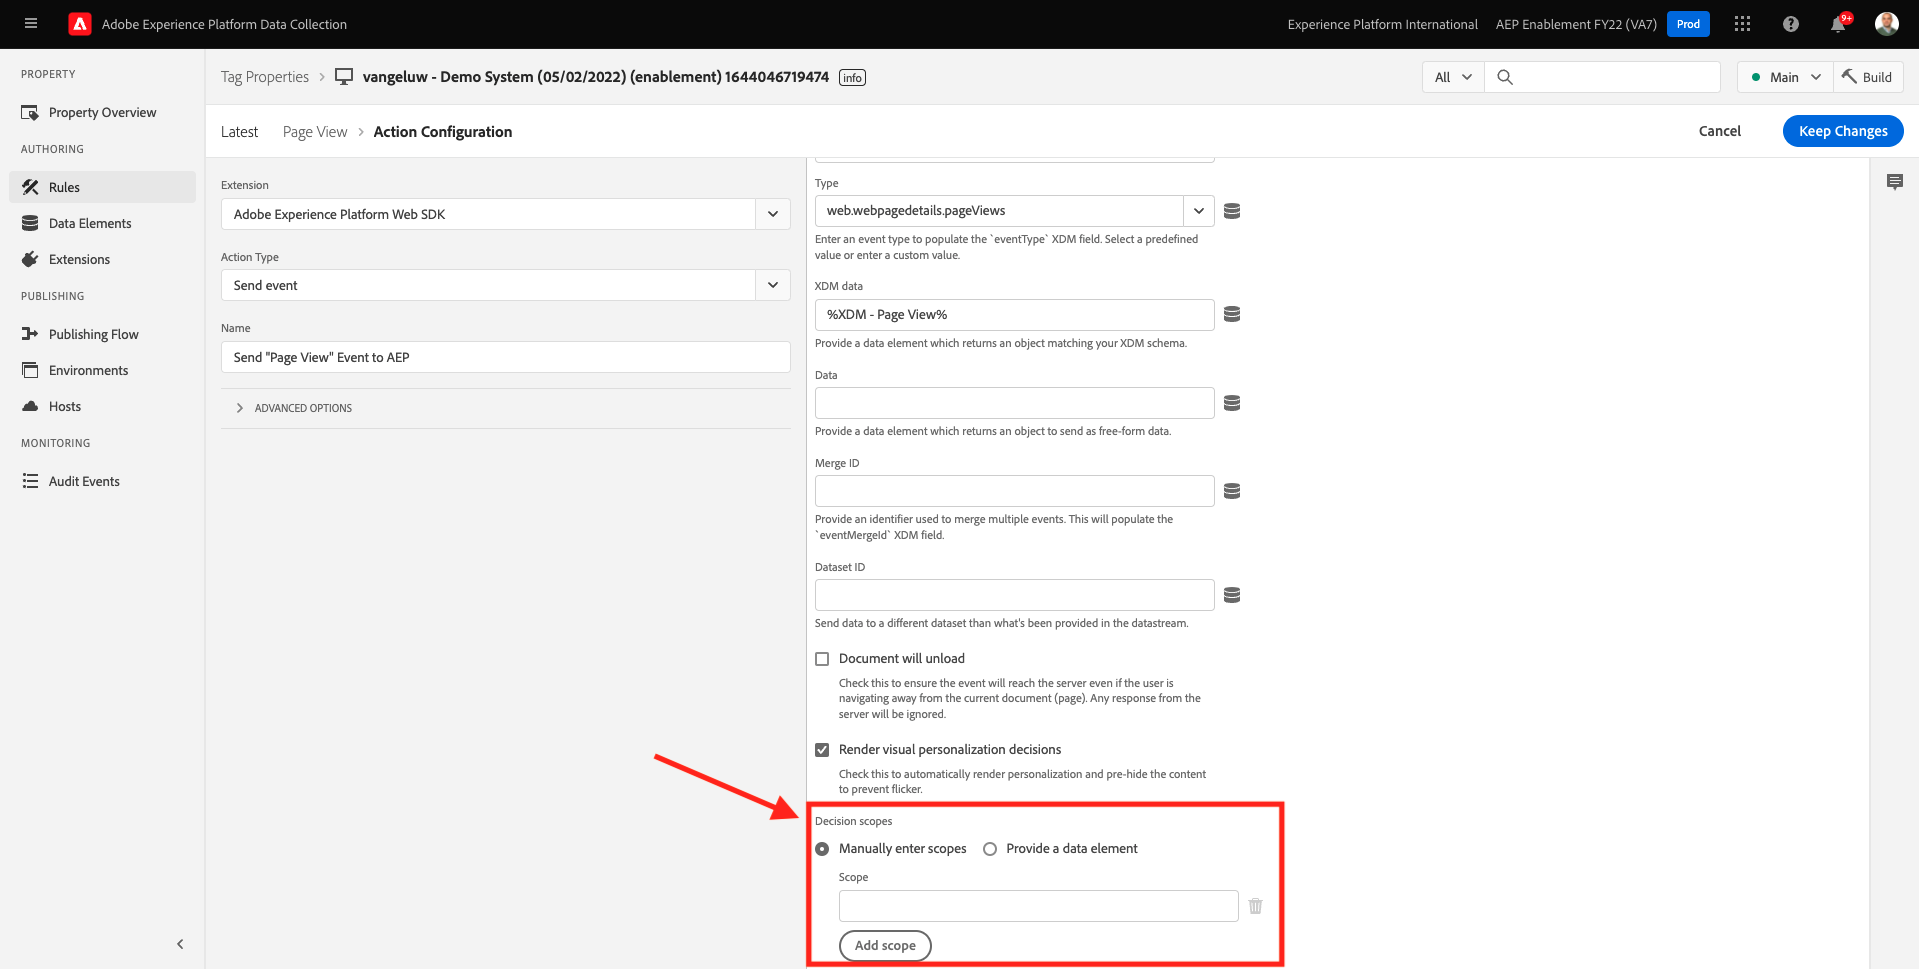 Adobe Experience Platform Data Collection
Experience Platform International
AEP Enablement FY22 (VA7)
Prod
9+
PROPERTY
Property Overview
AUTHORING
Rules
Data Elements
Extensions
PUBLISHING
Publishing Flow
Environments
Hosts
MONITORING
Audit Events
Tag Properties
vangeluw - Demo System (05/02/2022) (enablement) 1644046719474
info
All
Main
Build
Latest
Page View
Action Configuration
Cancel
Keep Changes
Extension
Adobe Experience Platform Web SDK
Action Type
Send event
Name
Send "Page View" Event to AEP
ADVANCED OPTIONS
Type
web.webpagedetails.pageViews
Enter an event type to populate the `eventType` XDM field. Select a predefined
value or enter a custom value.
XDM data
%XDM - Page View%
Provide a data element which returns an object matching your XDM schema.
Data
Provide a data element which returns an object to send as free-form data.
Merge ID
Provide an identifier used to merge multiple events. This will populate the
`eventMergeId` XDM field.
Dataset ID
Send data to a different dataset than what's been provided in the datastream.
Document will unload
Check this to ensure the event will reach the server even if the user is
navigating away from the current document (page). Any response from the
server will be ignored.
Render visual personalization decisions
Check this to automatically render personalization and pre-hide the content
to prevent flicker.
Decision scopes
Manually enter scopes
Provide a data element
Scope
Add scope